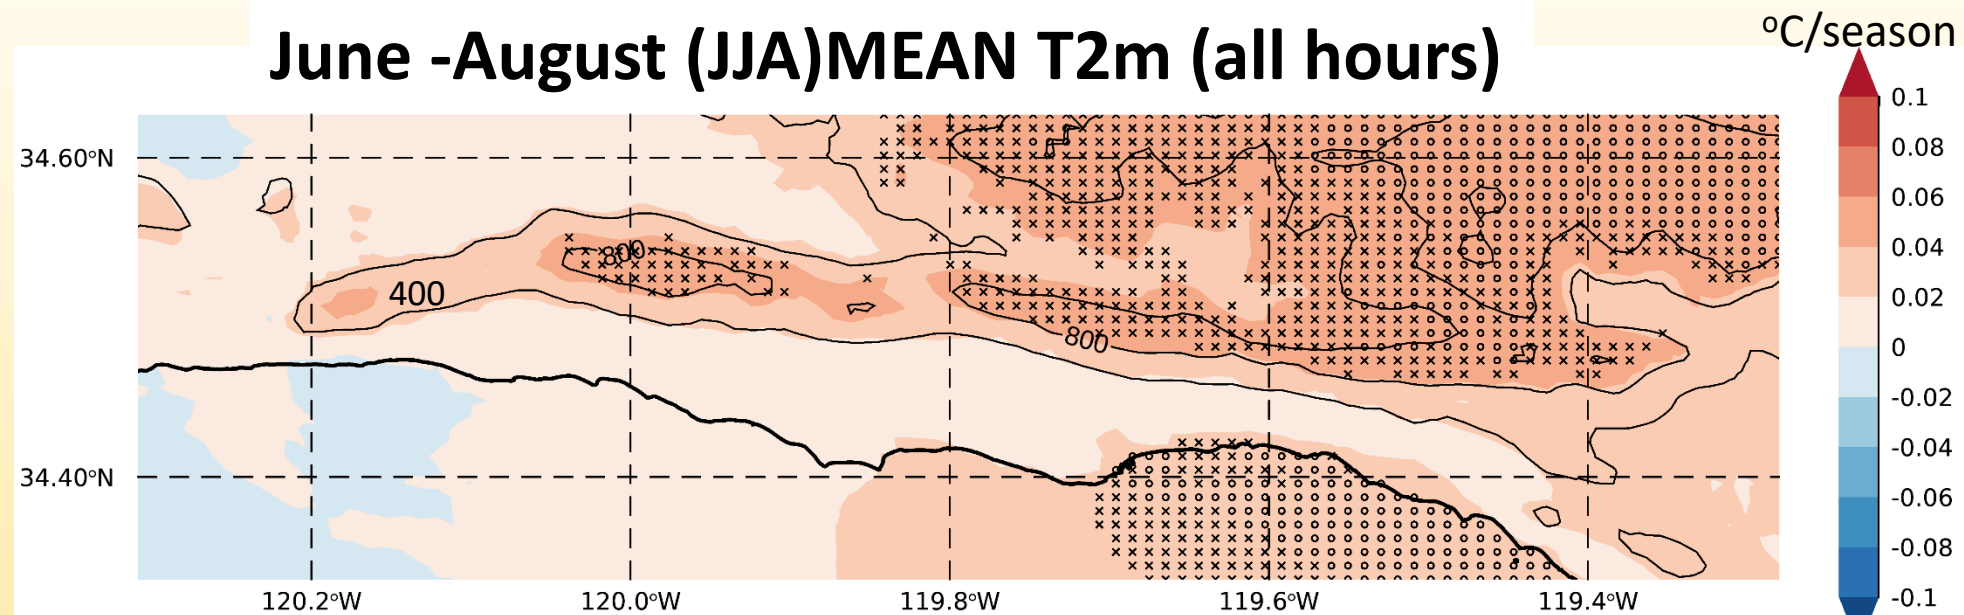 June -August (JJA)MEAN T2m (all hours)
ºC/season
0.1
0.08
0.06
0.04
0.02
0
-0.02
-0.04
-0.06
-0.08
-0.1
34.60°N
34.40°N
800
400
800
120.2°W
120.0°W
119.8°W
119.6°W
119.4°W